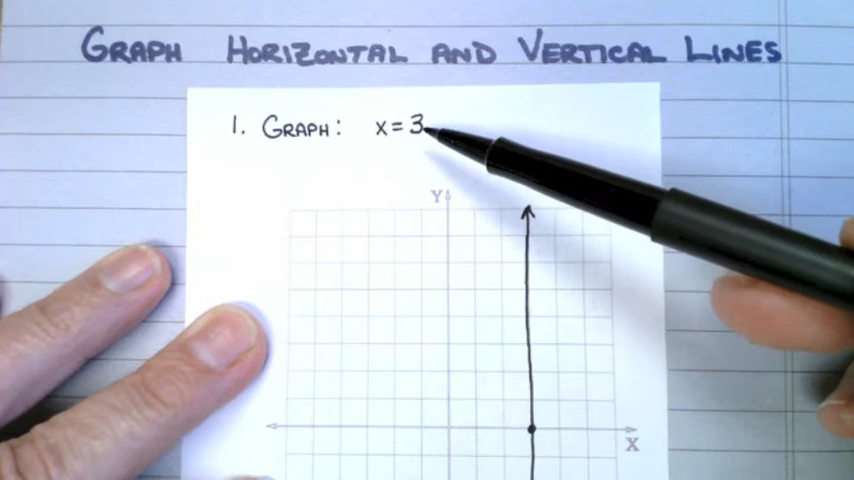 GRAPH HORIZONTAL AND VERTICAL LINES
1. GRAPH: x = 3
Y
X